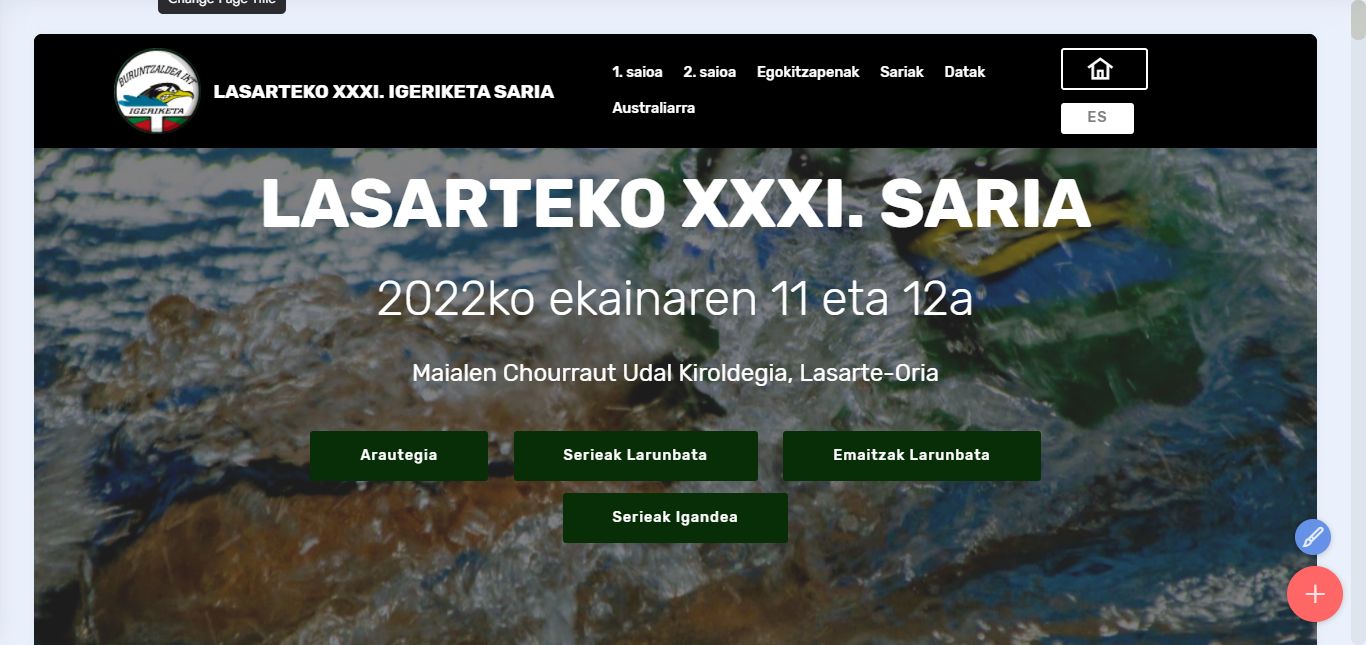 Change Page Title
BURUNTZALDEA IKT
IGERIKETA
LASARTEKO XXXI. IGERIKETA SARIA
1. saioa 2. saioa Egokitzapenak Sariak Datak
Australiarra
ES
LASARTEKO XXXI. SARIA
2022ko ekainaren 11 eta 12a
Maialen Chourraut Udal Kiroldegia, Lasarte-Oria
Arautegia Serieak Larunbata Emaitzak Larunbata
Serieak Igandea